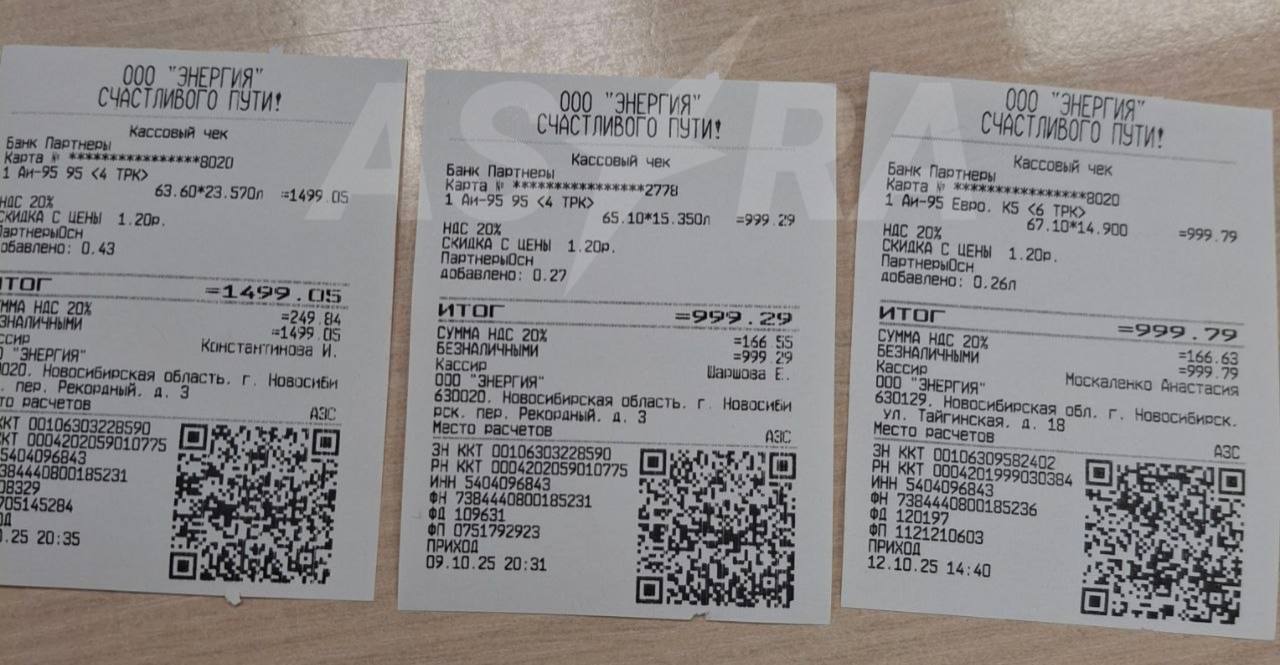 ASTRA
ООО "ЭНЕРГИЯ"
СЧАСТЛИВОГО ПУТИ!
Кассовый чек
Банк Партнеры
Карта № ****************8020
1 Аи-95 95 <4 ТРК>
63.60*23.570л =1499.05
НДС 20%
СКИДКА С ЦЕНЫ 1.20р.
ПартнерыОсн
обавлено: 0.43
ИТОГ =1499.05
ММА НДС 20% =249.84
ЗНАЛИЧНЫМИ =1499.05
ССИР Константинова И.
О "ЭНЕРГИЯ"
020. Новосибирская область. г. Новосиби
. пер. Рекордный. д. 3
то расчетов АЗС
ККТ 00106303228590
ККТ 0004202059010775
5404096843
7384440800185231
08329
705145284
ОД
.25 20:35
ООО "ЭНЕРГИЯ"
СЧАСТЛИВОГО ПУТИ!
Кассовый чек
Банк Партнеры
Карта № ****************2778
1 Аи-95 95 <4 ТРК>
65.10*15.350л =999.29
НДС 20%
СКИДКА С ЦЕНЫ 1.20р.
ПартнерыОсн
добавлено: 0.27
ИТОГ =999.29
СУММА НДС 20% =166 55
БЕЗНАЛИЧНЫМИ =999 29
Кассир Шаршова Е..
ООО "ЭНЕРГИЯ"
630020. Новосибирская область. г. Новосиби
рск. пер. Рекордный. д. 3
Место расчетов АЗС
ЗН ККТ 00106303228590
РН ККТ 0004202059010775
ИНН 5404096843
ФН 7384440800185231
ФД 109631
ФП 0751792923
ПРИХОД
09.10.25 20:31
ООО "ЭНЕРГИЯ"
СЧАСТЛИВОГО ПУТИ!
Кассовый чек
Банк Партнеры
Карта № ****************8020
1 Аи-95 Евро. К5 <6 ТРК>
67.10*14.900 =999.79
НДС 20%
СКИДКА С ЦЕНЫ 1.20р.
ПартнерыОсн
добавлено: 0.26л
ИТОГ =999.79
СУММА НДС 20% =166.63
БЕЗНАЛИЧНЫМИ =999.79
Кассир Москаленко Анастасия
ООО "ЭНЕРГИЯ"
630129. Новосибирская обл. г. Новосибирск.
ул. Тайгинская. д. 18
Место расчетов АЗС
ЗН ККТ 00106309582402
РН ККТ 0004201999030384
ИНН 5404096843
ФН 7384440800185236
ФД 120197
ФП 1121210603
ПРИХОД
12.10.25 14:40